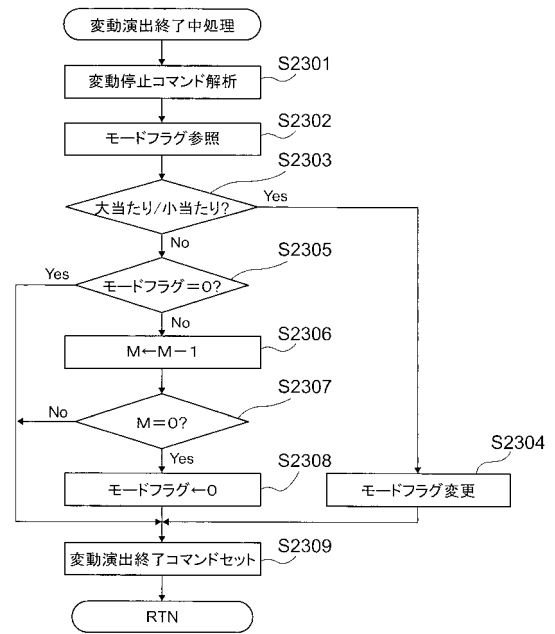 変動演出終了中処理
S2301
変動停止コマンド解析
S2302
モードフラグ参照
S2303
大当たり/小当たり?
Yes
No
S2305
Yes
モードフラグ=0?
No
S2306
M←M-1
S2307
No
M=0?
Yes
S2308
モードフラグ←0
S2304
モードフラグ変更
S2309
変動演出終了コマンドセット
RTN